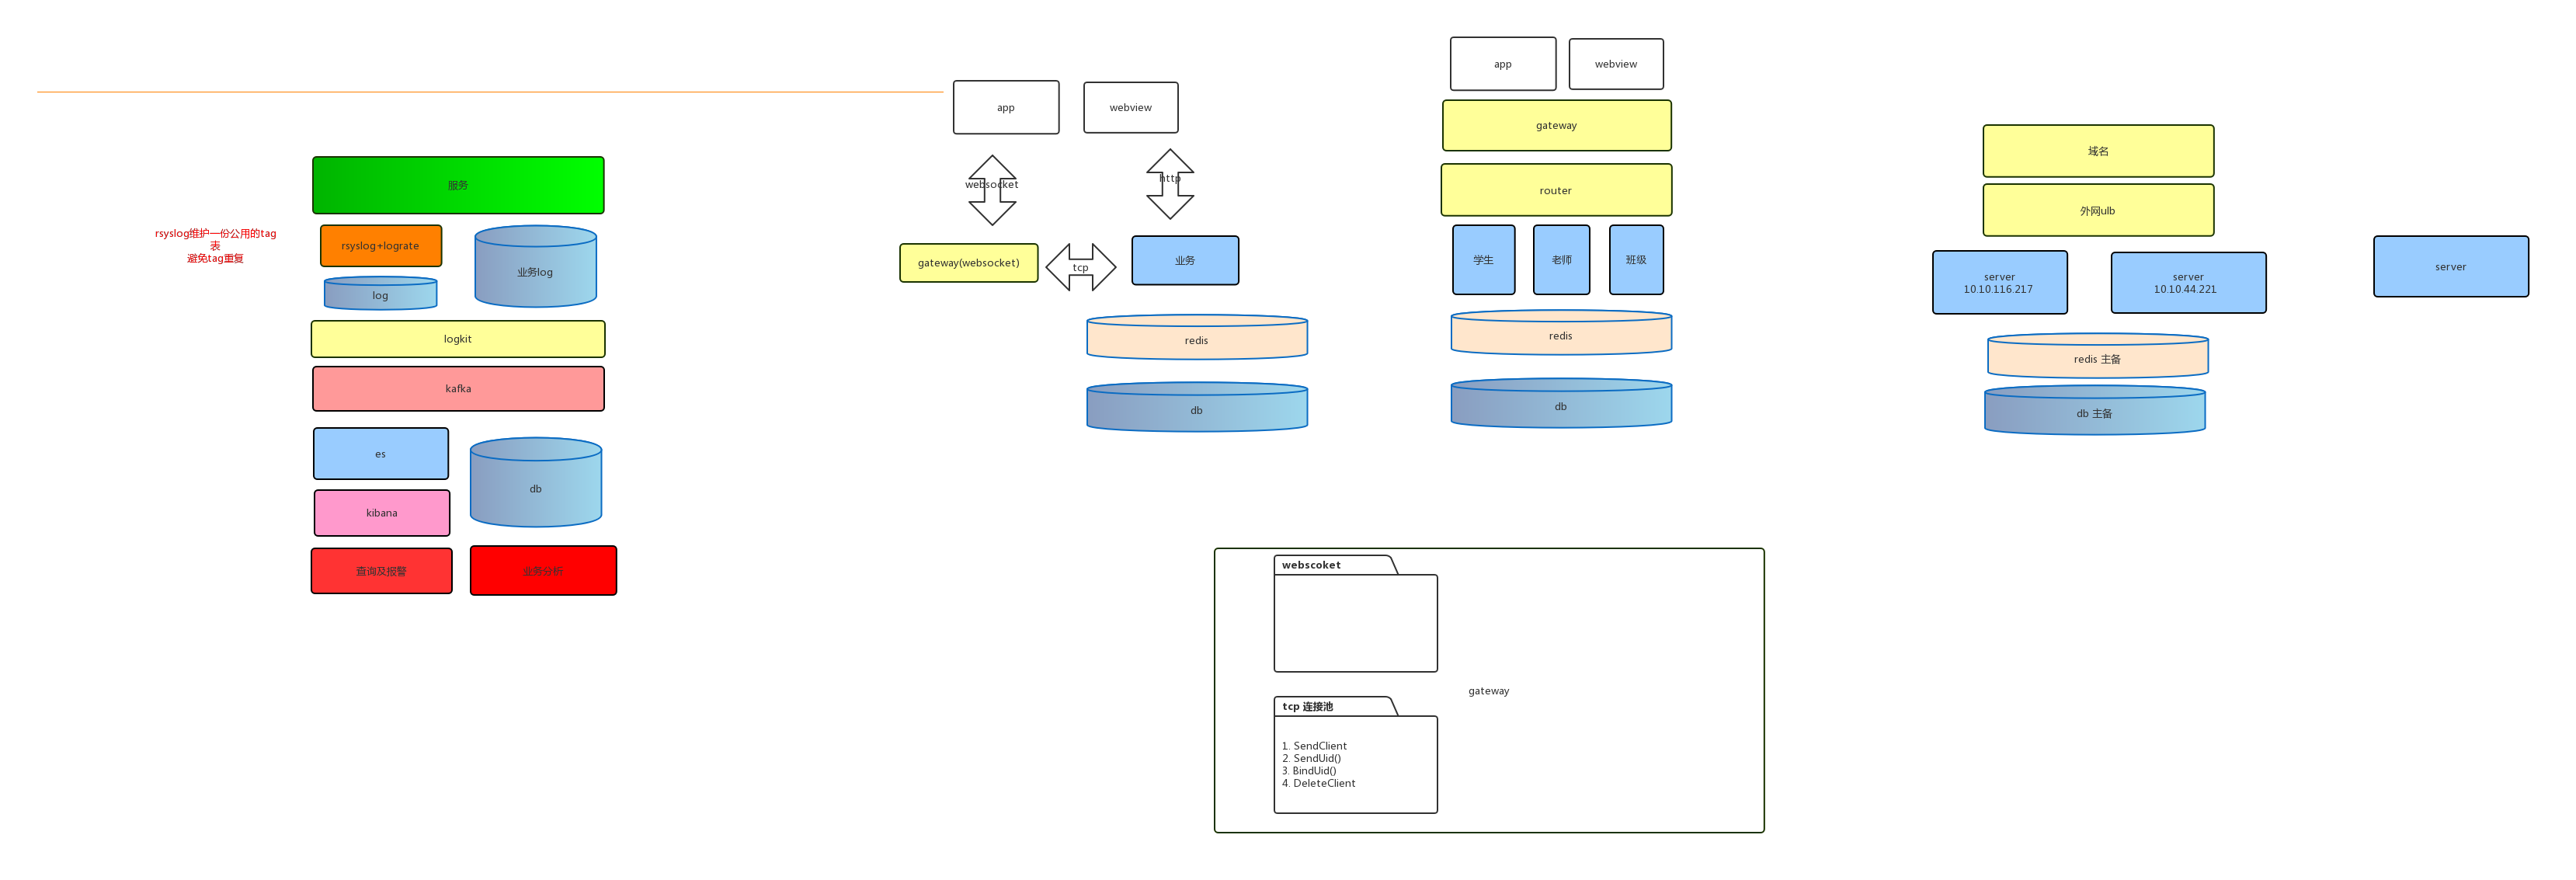 服务
rsyslog维护一份公用的tag
表
避免tag重复
rsyslog+lograte
业务log
log
logkit
kafka
es
db
kibana
查询及报警
业务分析
app
webview
websocket
http
gateway(websocket)
tcp
业务
redis
db
app
webview
gateway
router
学生
老师
班级
redis
db
域名
外网ulb
server
10.10.116.217
server
10.10.44.221
redis 主备
db 主备
server
webscoket
gateway
tcp 连接池
1. SendClient
2. SendUid()
3. BindUid()
4. DeleteClient